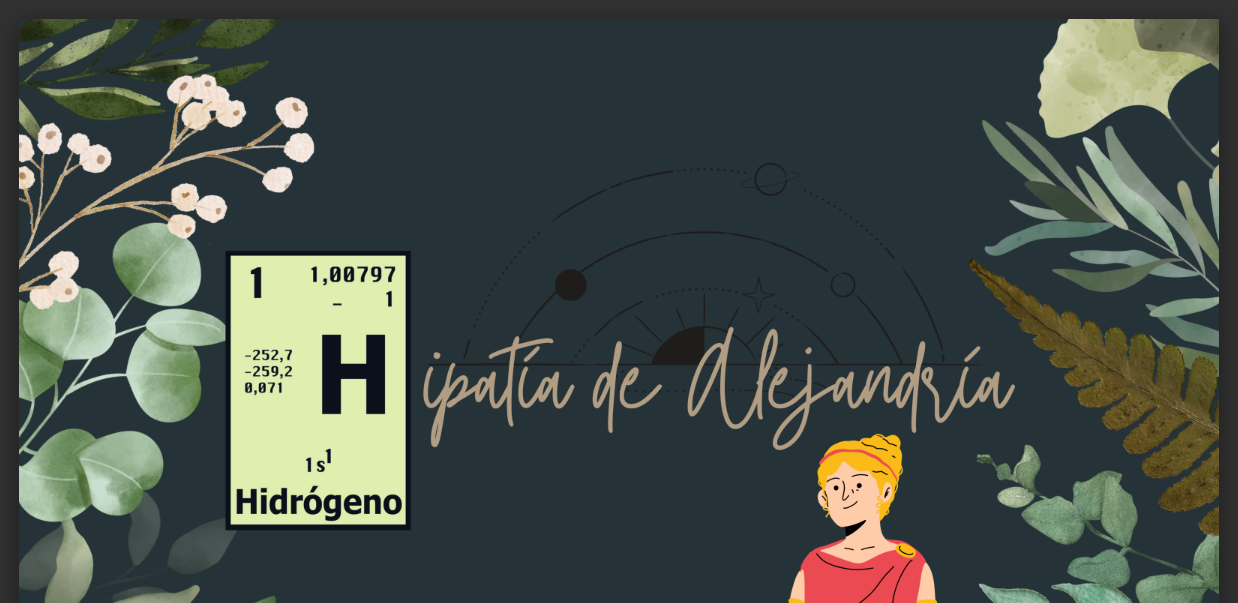 1 1,00797
– 1
-252,7
-259,2
0,071
H
ipatía de Alejandría
1s¹
Hidrógeno